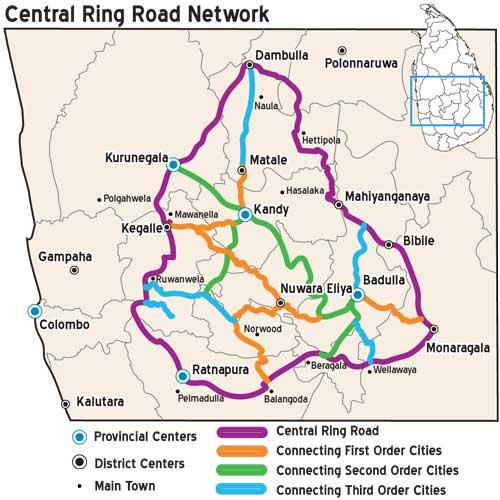 Central Ring Road Network
Dambulla
Polonnaruwa
Naula
Hettipola
Kurunegala
Matale
Hasalaka
Polgahwela
Mawanella
Kandy
Mahiyanganaya
Kegalle
Bibile
Gampaha
Ruwanwela
Nuwara Eliya
Badulla
Colombo
Norwood
Monaragala
Ratnapura
Beragala
Wellawaya
Kalutara
Pelmadulla
Balangoda
Provincial Centers
District Centers
Main Town
Central Ring Road
Connecting First Order Cities
Connecting Second Order Cities
Connecting Third Order Cities